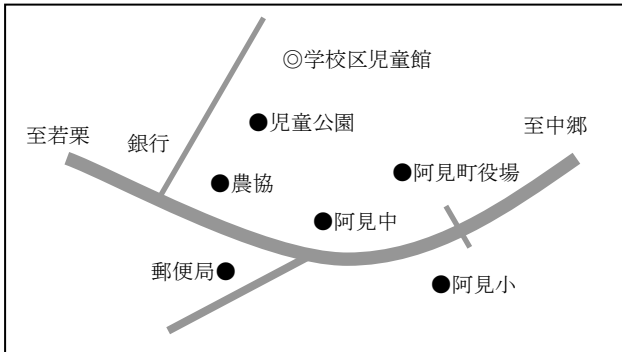 ◎学校区児童館
●児童公園
至若栗
銀行
至中郷
●農協
●阿見町役場
●阿見中
郵便局●
●阿見小